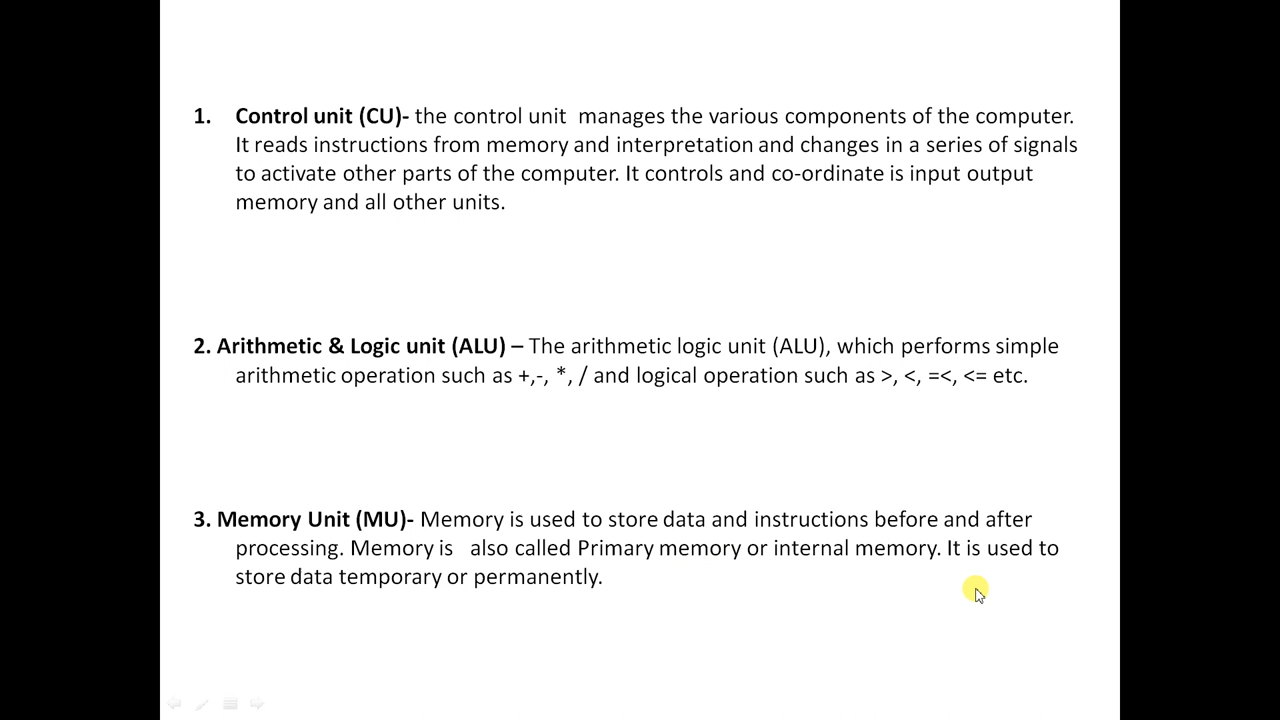 1. Control unit (CU)- the control unit  manages the various components of the computer.
It reads instructions from memory and interpretation and changes in a series of signals
to activate other parts of the computer. It controls and co-ordinate is input output
memory and all other units.
2. Arithmetic & Logic unit (ALU) – The arithmetic logic unit (ALU), which performs simple
arithmetic operation such as +,-, *, / and logical operation such as >, <, =<, <= etc.
3. Memory Unit (MU)- Memory is used to store data and instructions before and after
processing. Memory is   also called Primary memory or internal memory. It is used to
store data temporary or permanently.